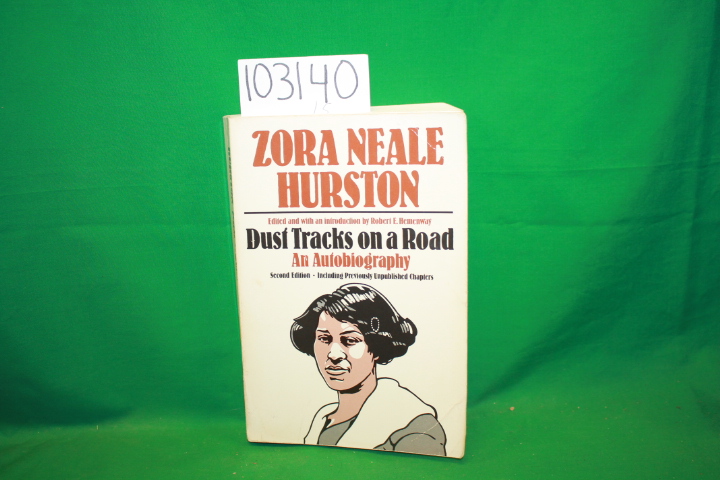 103140
ZORA NEALE
HURSTON
Edited and with an introduction by Robert E. Hemenway
Dust Tracks on a Road
An Autobiography
Second Edition - Including Previously Unpublished Chapters